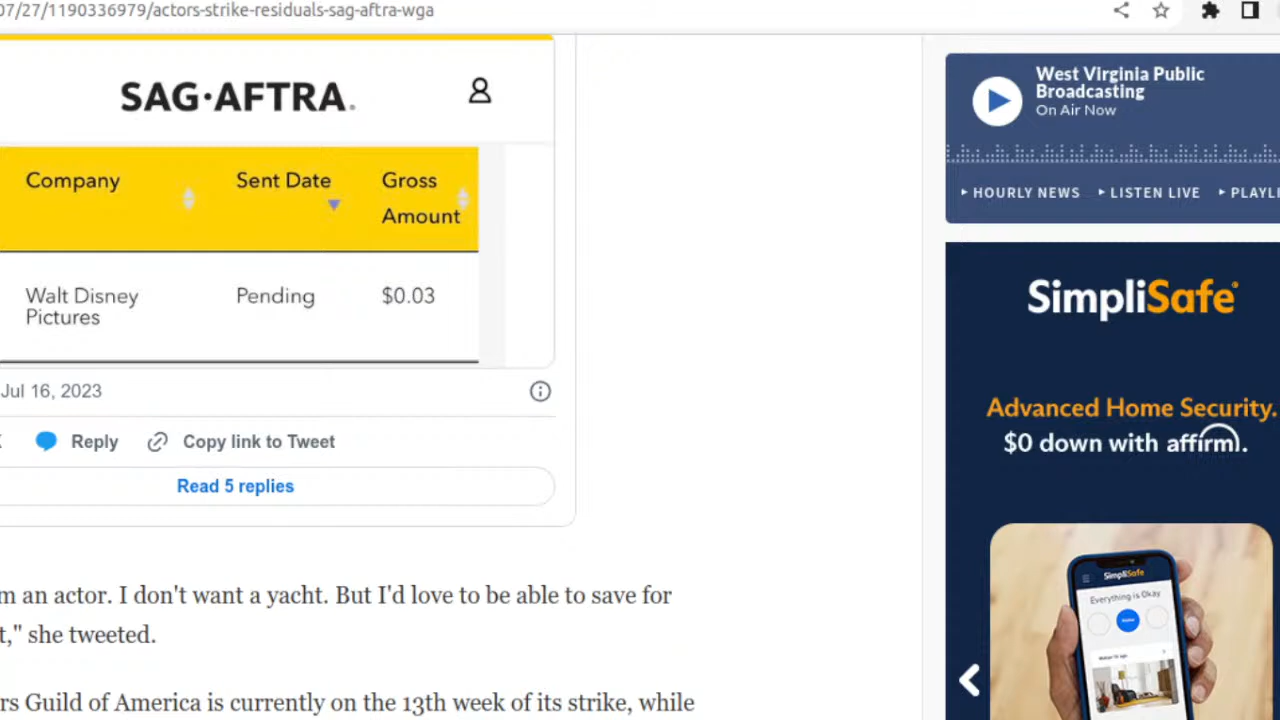 07/27/1190336979/actors-strike-residuals-sag-aftra-wga
SAG·AFTRA.
Company Sent Date Gross Amount
Walt Disney Pictures Pending $0.03
Jul 16, 2023
Reply Copy link to Tweet
Read 5 replies
an actor. I don't want a yacht. But I'd love to be able to save for
," she tweeted.
Guild of America is currently on the 13th week of its strike, while
West Virginia Public
Broadcasting
On Air Now
HOURLY NEWS LISTEN LIVE
SimpliSafe
Advanced Home Security.
$0 down with affirm.
SimpliSafe
Everything is Okay